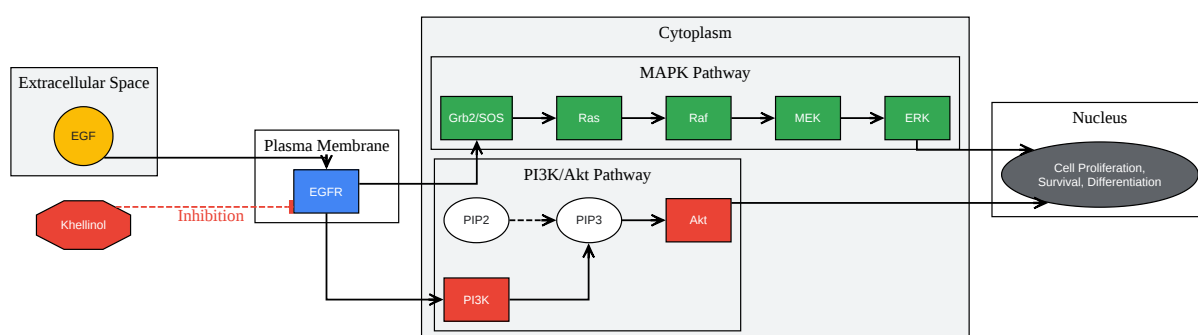 Cytoplasm
MAPK Pathway
Extracellular Space
EGF
Grb2/SOS
Ras
Raf
MEK
ERK
Nucleus
Plasma Membrane
EGFR
Cell Proliferation,
Survival, Differentiation
PI3K/Akt Pathway
Khellinol
Inhibition
PIP2
PIP3
Akt
PI3K